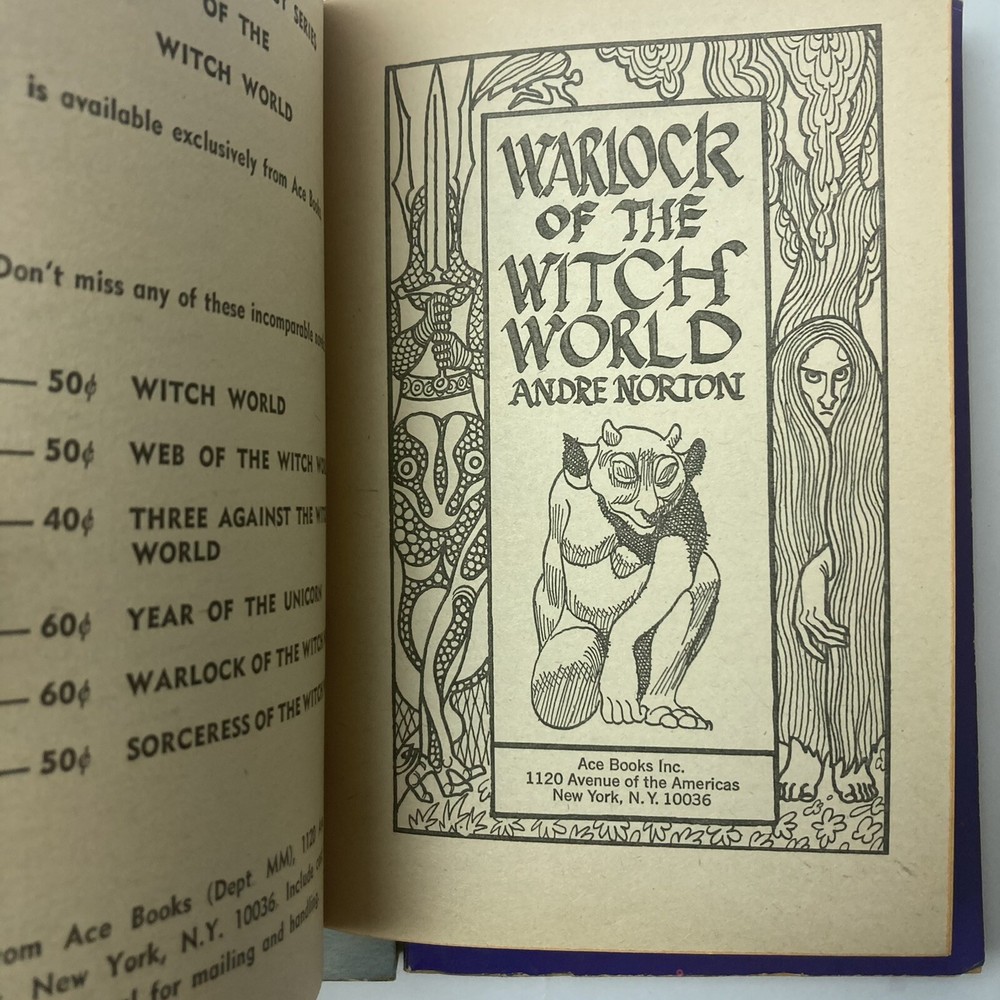 SERIES
OF THE
WITCH WORLD
is available exclusively from Ace Books
Don't miss any of these incomparable
50¢ WITCH WORLD
50¢ WEB OF THE WITCH
40¢ THREE AGAINST THE
WORLD
60¢ YEAR OF THE UNICORN
60¢ WARLOCK OF THE WITCH
50¢ SORCERESS OF THE WITCH
Ace Books (Dept. MM), 1120
New York, N.Y. 10036. Include
for mailing and handling
WARLOCK
OF THE
WITCH
WORLD
ANDRE NORTON
Ace Books Inc.
1120 Avenue of the Americas
New York, N.Y. 10036